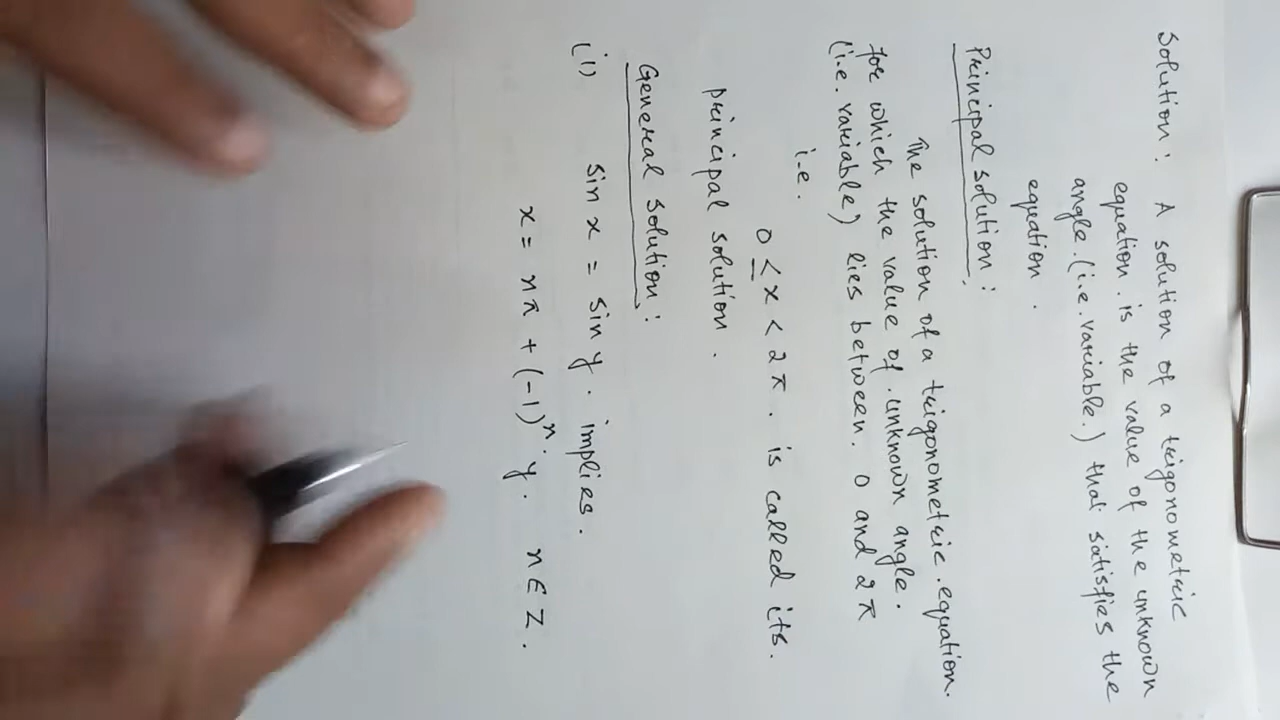 Solution: A solution of a trigonometric
equation. is the value of the unknown
angle. (i.e. variable.) that satisfies the
equation.
Principal solution:
The solution of a trigonometric. equation.
for which the value of. unknown angle.
(i.e. variable) lies between. 0 and 2π
i.e.
0 ≤ x < 2π. is called its.
principal solution.
General solution:
(i) sin x = sin y. implies.
x = nπ + (-1)ⁿ. y. n ∈ Z.